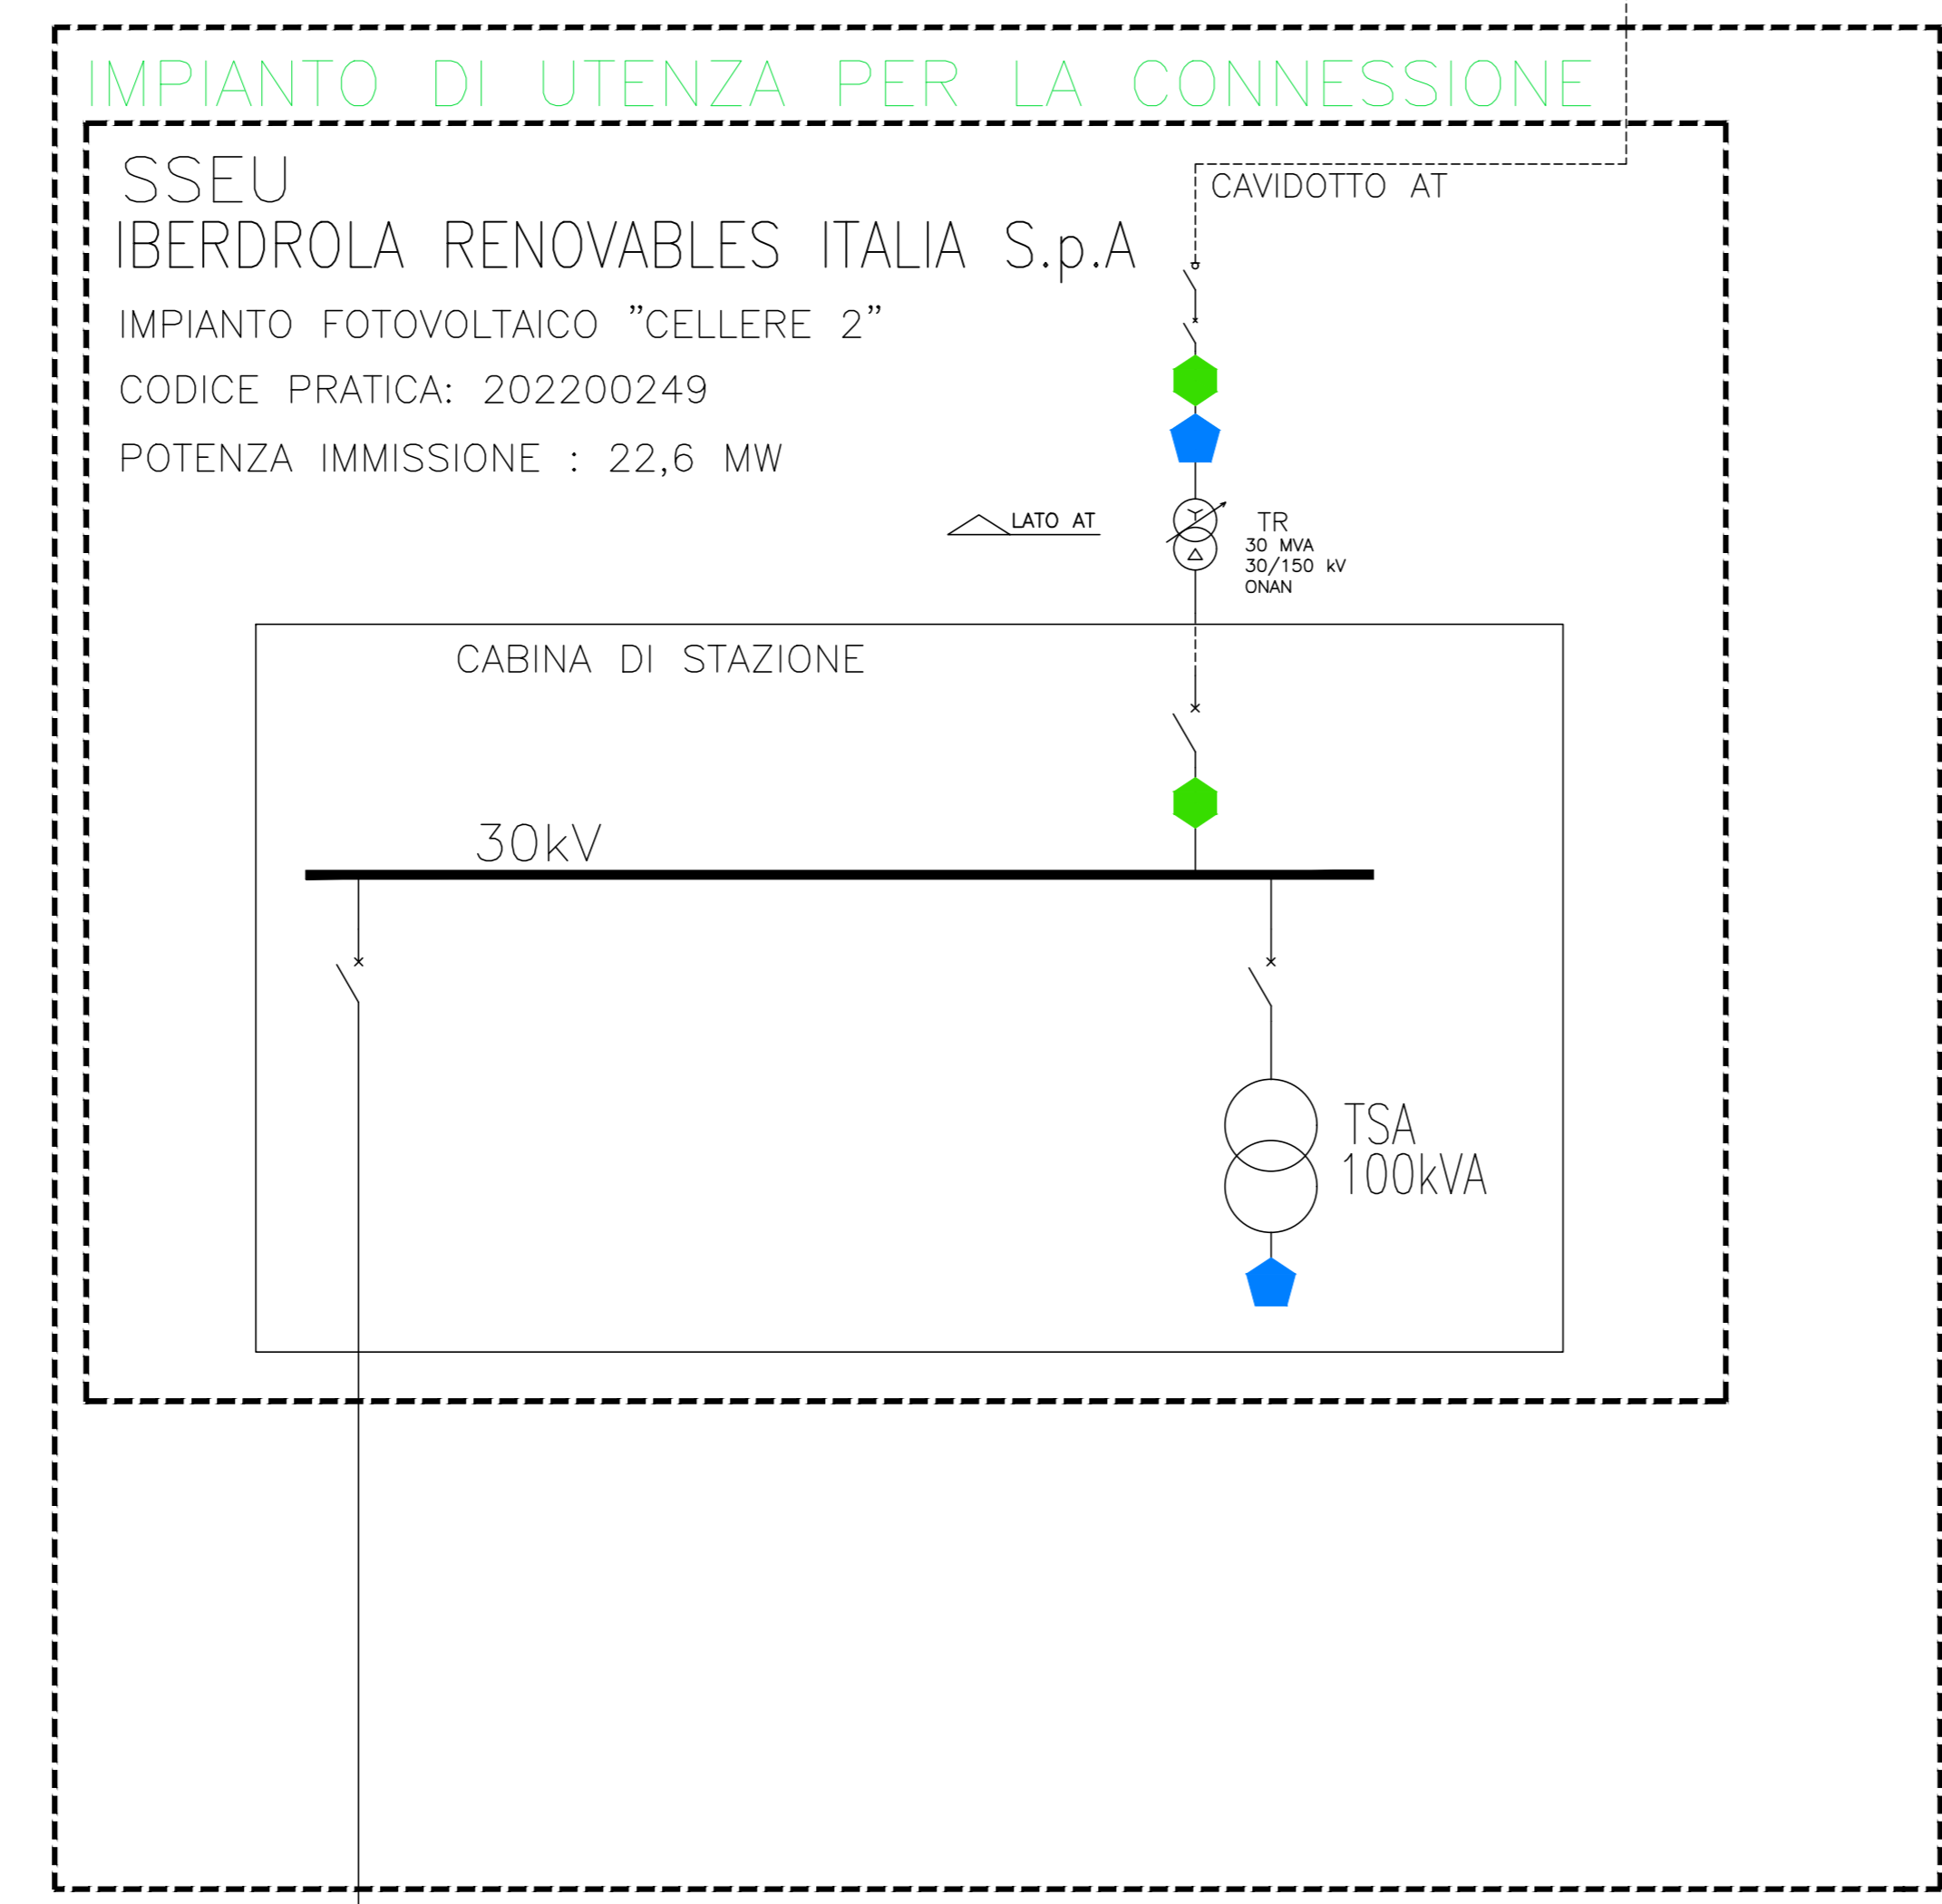 IMPIANTO DI UTENZA PER LA CONNESSIONE
SSEU
CAVIDOTTO AT
IBERDROLA RENOVABLES ITALIA S.p.A
IMPIANTO FOTOVOLTAICO "CELLERE 2"
CODICE PRATICA: 202200249
POTENZA IMMISSIONE : 22,6 MW
LATO AT
TR
30 MVA
30/150 kV
ONAN
CABINA DI STAZIONE
30kV
TSA
100kVA